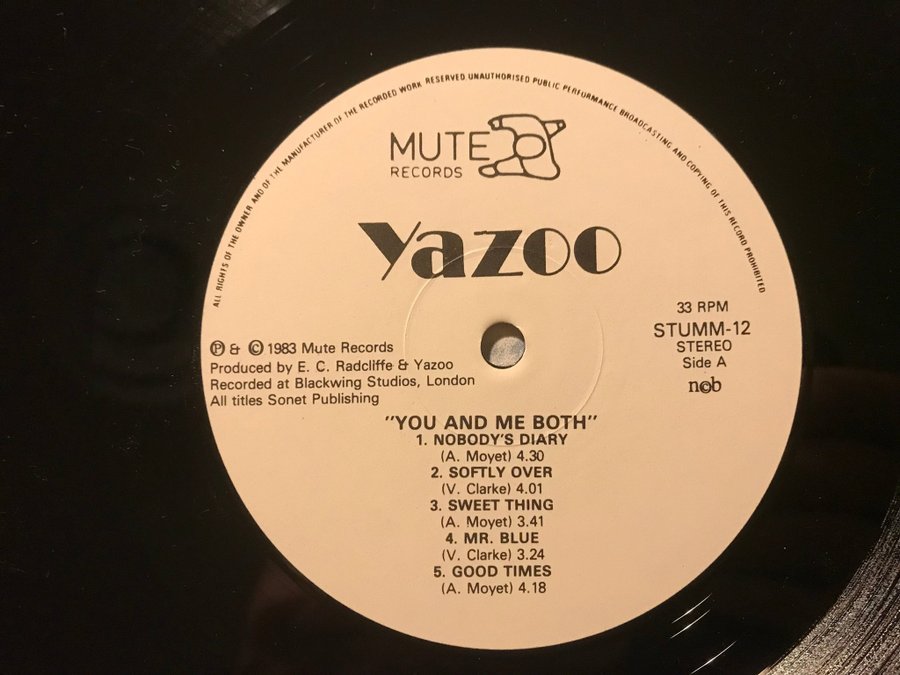 ALL RIGHTS OF THE OWNER AND OF THE MANUFACTURER OF THE RECORDED WORK RESERVED UNAUTHORISED PUBLIC PERFORMANCE BROADCASTING AND COPYING OF THIS RECORD PROHIBITED
MUTE
RECORDS
Yazoo
33 RPM
STUMM-12
STEREO
Side A
n©b
℗ & © 1983 Mute Records
Produced by E. C. Radcliffe & Yazoo
Recorded at Blackwing Studios, London
All titles Sonet Publishing
"YOU AND ME BOTH"
1. NOBODY'S DIARY
(A. Moyet) 4.30
2. SOFTLY OVER
(V. Clarke) 4.01
3. SWEET THING
(A. Moyet) 3.41
4. MR. BLUE
(V. Clarke) 3.24
5. GOOD TIMES
(A. Moyet) 4.18